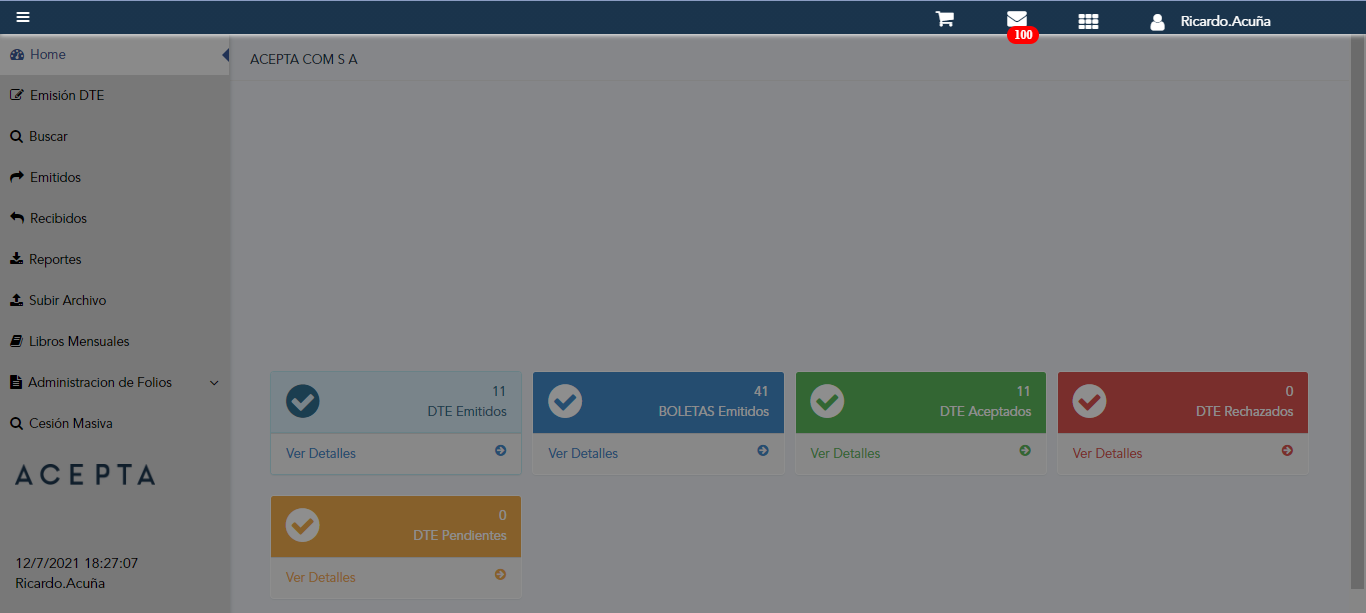 Ricardo.Acuña
100
Home
ACEPTA COM S A
Emisión DTE
Buscar
Emitidos
Recibidos
Reportes
Subir Archivo
Libros Mensuales
Administracion de Folios
Cesión Masiva
ACEPTA
12/7/2021 18:27:07
Ricardo.Acuña
11
DTE Emitidos
Ver Detalles
41
BOLETAS Emitidos
Ver Detalles
11
DTE Aceptados
Ver Detalles
0
DTE Rechazados
Ver Detalles
0
DTE Pendientes
Ver Detalles